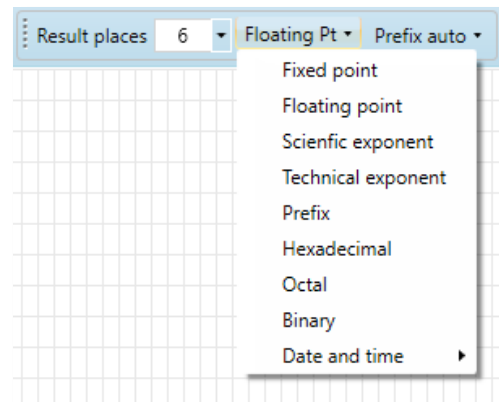 Result places 6 Floating Pt Prefix auto
Fixed point
Floating point
Scienfic exponent
Technical exponent
Prefix
Hexadecimal
Octal
Binary
Date and time